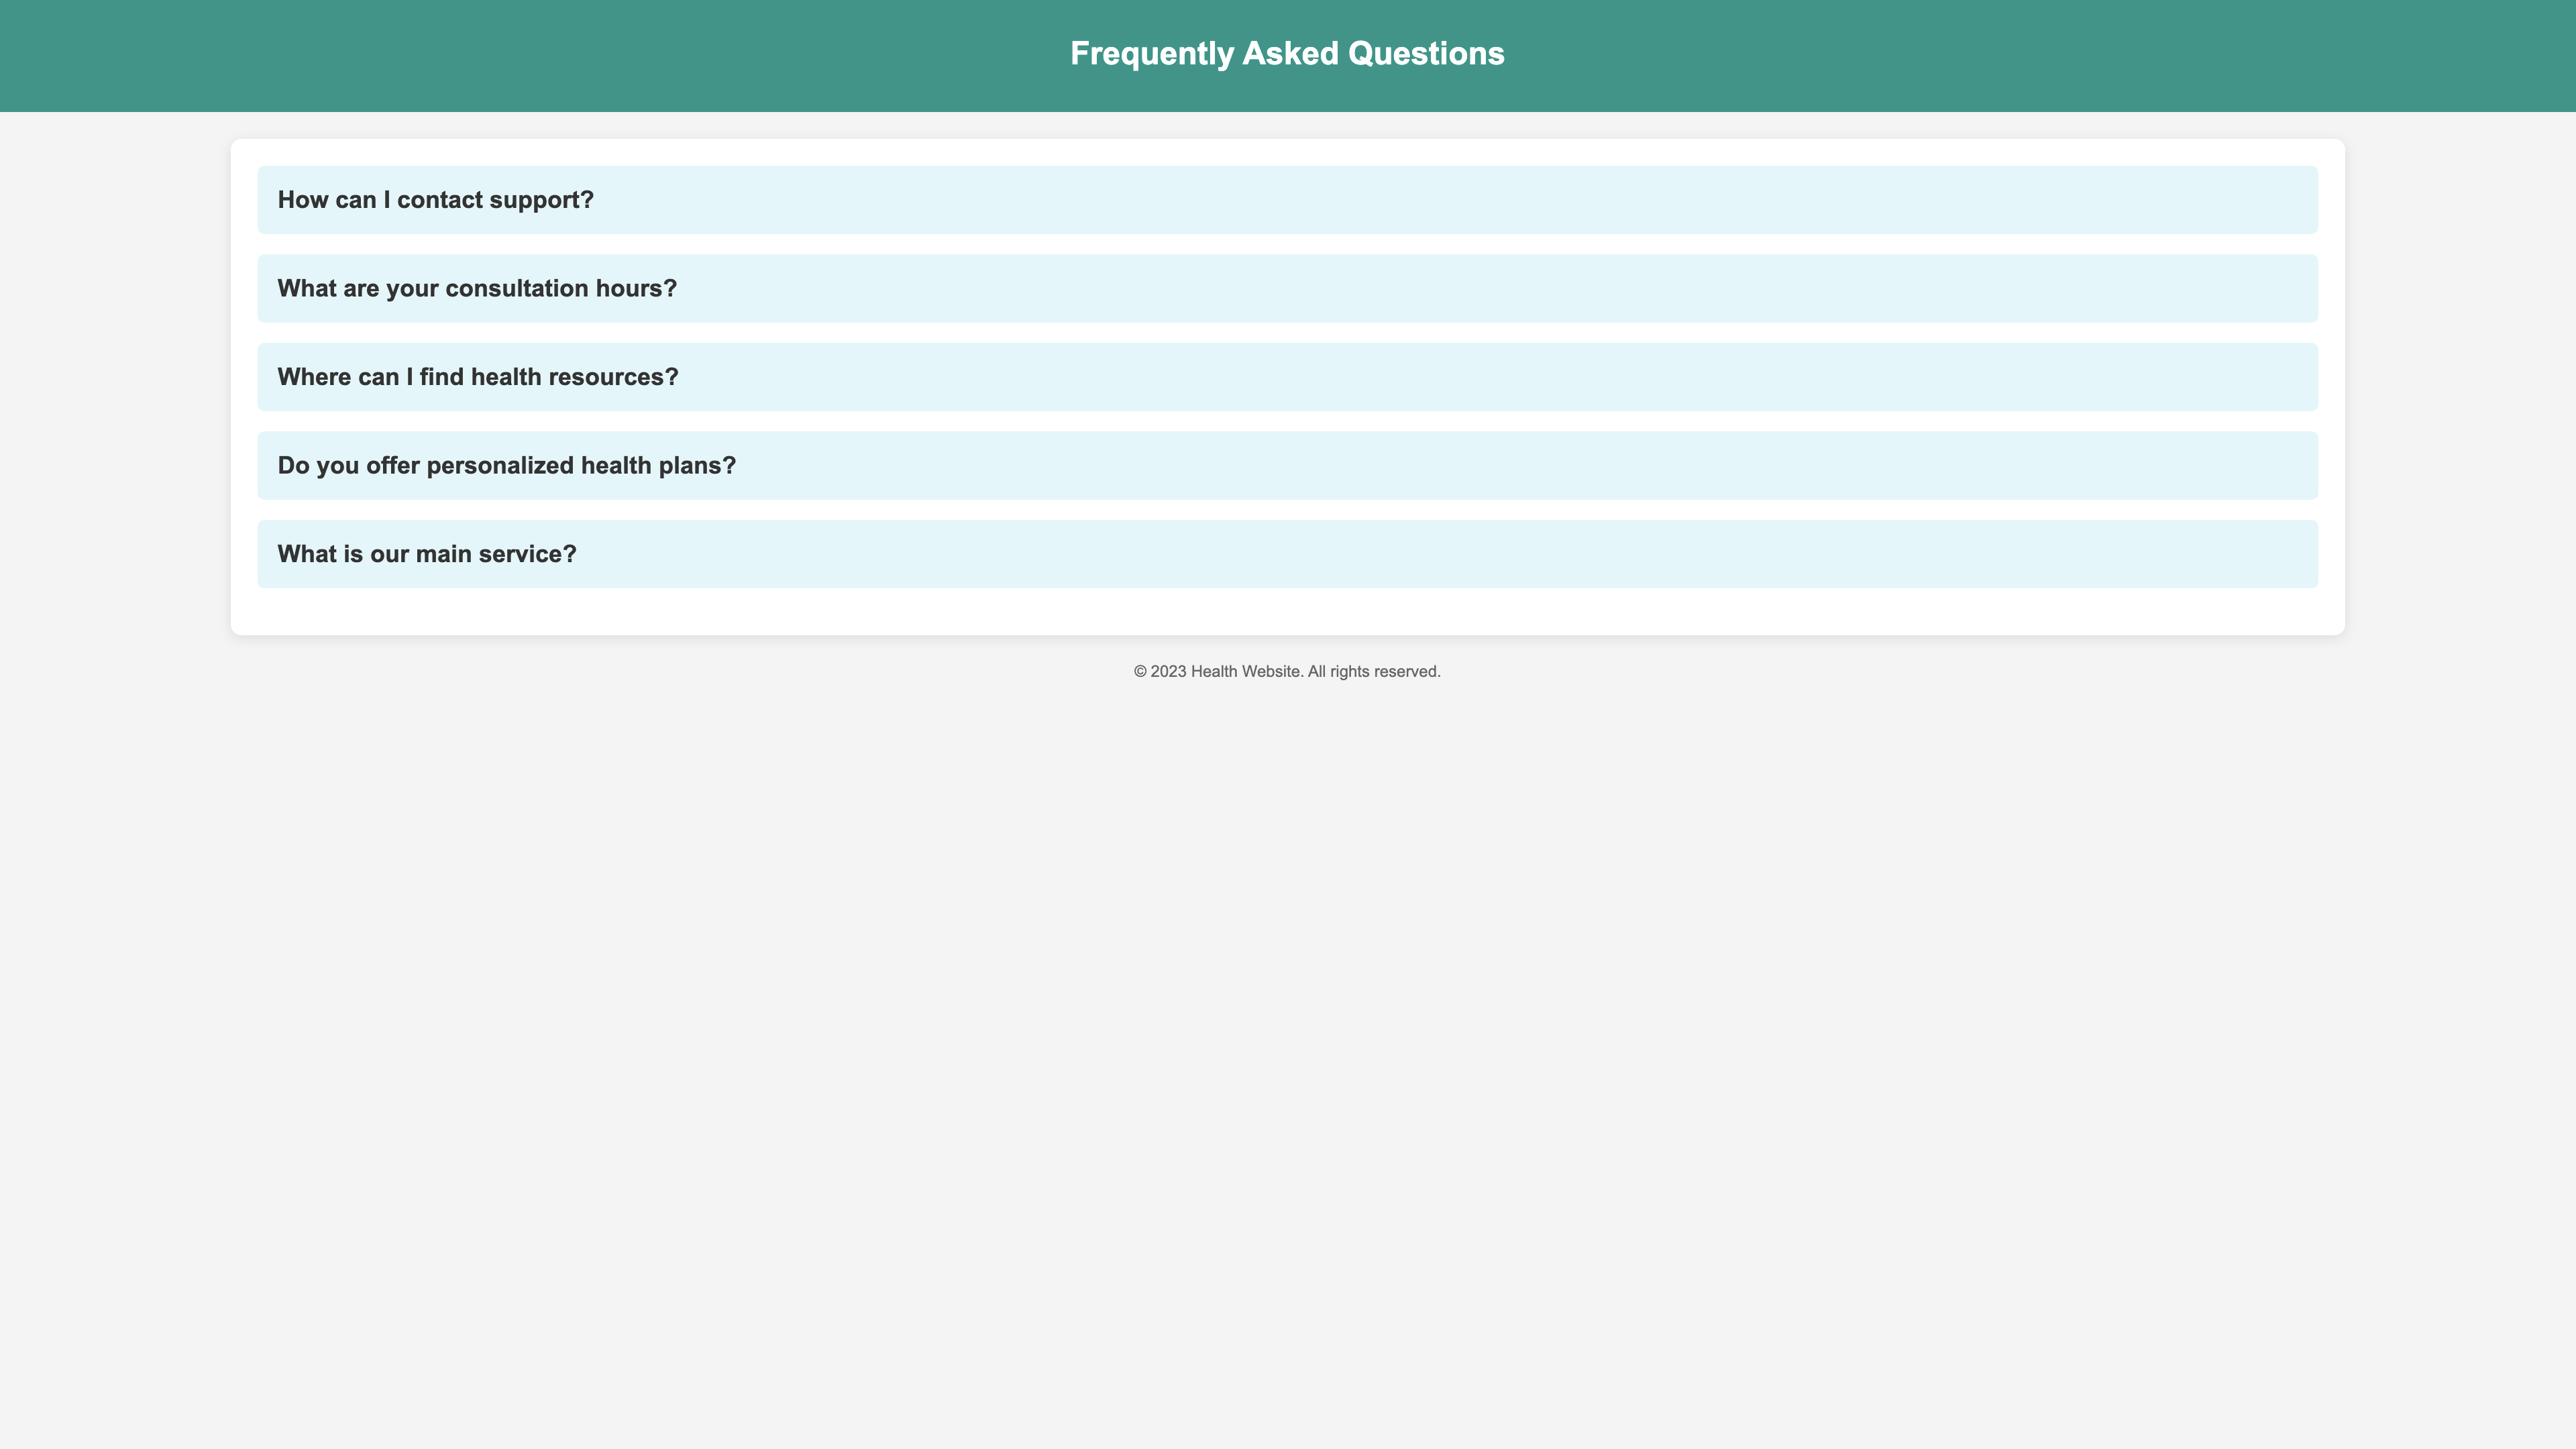 Frequently Asked Questions
How can I contact support?
What are your consultation hours?
Where can I find health resources?
Do you offer personalized health plans?
What is our main service?
© 2023 Health Website. All rights reserved.